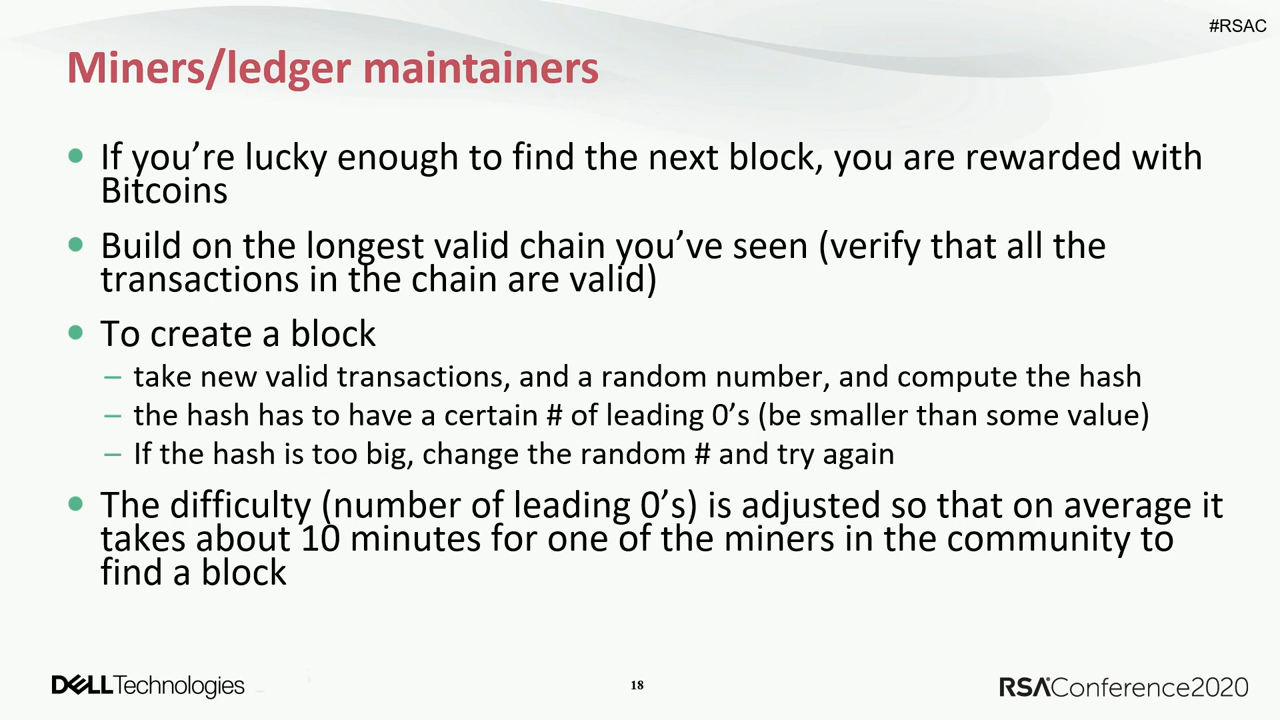 #RSAC
Miners/ledger maintainers
• If you’re lucky enough to find the next block, you are rewarded with
Bitcoins
• Build on the longest valid chain you’ve seen (verify that all the
transactions in the chain are valid)
• To create a block
– take new valid transactions, and a random number, and compute the hash
– the hash has to have a certain # of leading 0’s (be smaller than some value)
– If the hash is too big, change the random # and try again
• The difficulty (number of leading 0’s) is adjusted so that on average it
takes about 10 minutes for one of the miners in the community to
find a block
DELLTechnologies
18
RSAConference2020